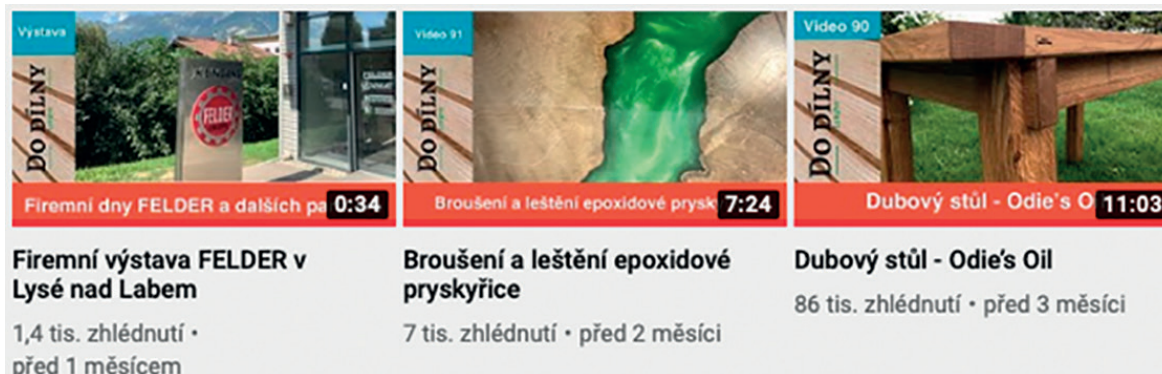 Výstava
DO DÍLNY
FELDER
FELDER
Firemní dny FELDER a dalších pa
0:34
Firemní výstava FELDER v
Lysé nad Labem
1,4 tis. zhlédnutí •
před 1 měsícem
Video 91
DO DÍLNY
Broušení a leštění epoxidové prysk
7:24
Broušení a leštění epoxidové
pryskyřice
7 tis. zhlédnutí • před 2 měsíci
Video 90
DO DÍLNY
Dubový stůl - Odie's O
11:03
Dubový stůl - Odie's Oil
86 tis. zhlédnutí • před 3 měsíci